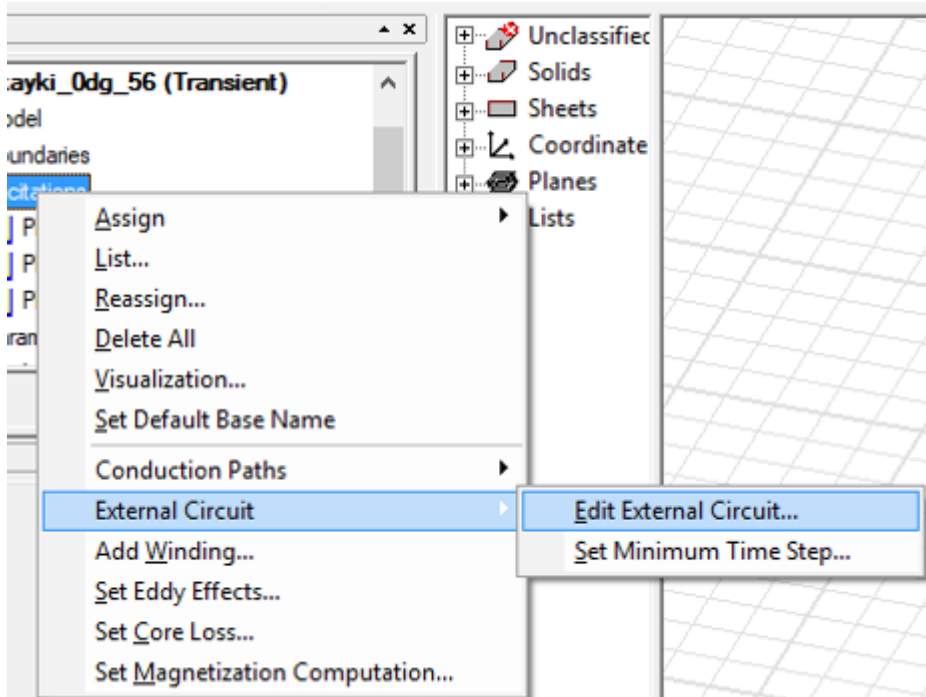 Unclassified
Solids
Sheets
Coordinate
Planes
Lists
ayki_0dg_56 (Transient)
odel
undaries
citations
P
P
P
ram
Assign
List...
Reassign...
Delete All
Visualization...
Set Default Base Name
Conduction Paths
External Circuit
Add Winding...
Set Eddy Effects...
Set Core Loss...
Set Magnetization Computation...
Edit External Circuit...
Set Minimum Time Step...